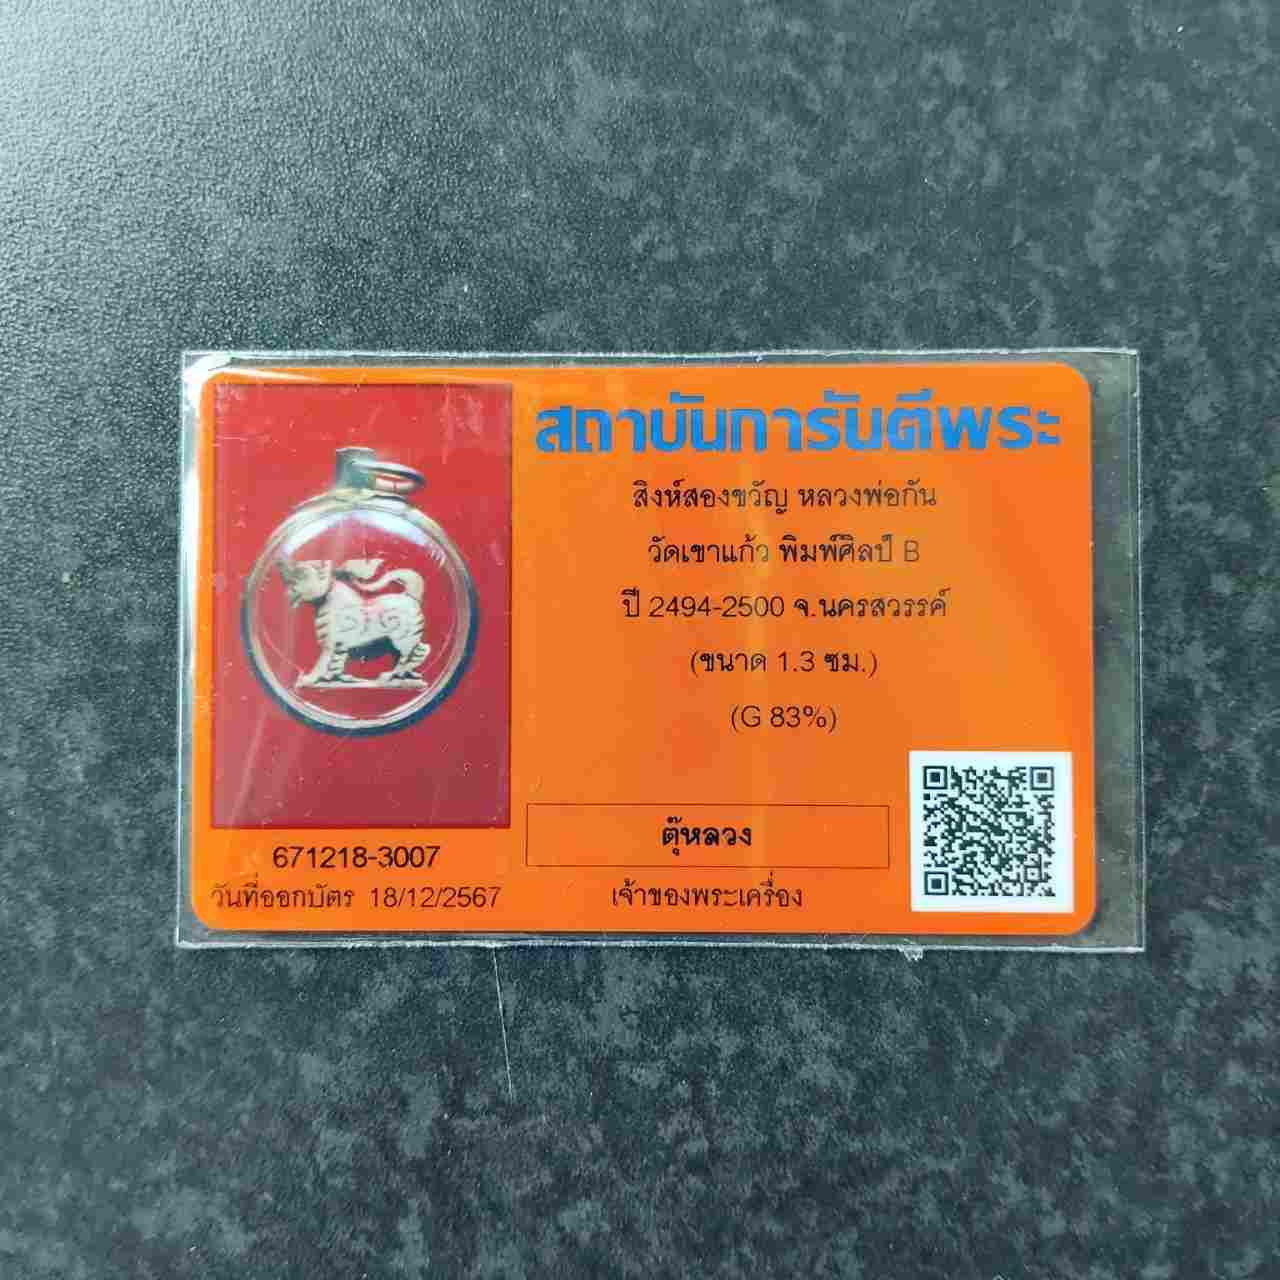 สถาบันการันตีพระ
สิงห์สองขวัญ หลวงพ่อกัน
วัดเขาแก้ว พิมพ์ศิลป์ B
ปี 2494-2500 จ.นครสวรรค์
(ขนาด 1.3 ซม.)
(G 83%)
ตุ๊หลวง
เจ้าของพระเครื่อง
671218-3007
วันที่ออกบัตร 18/12/2567